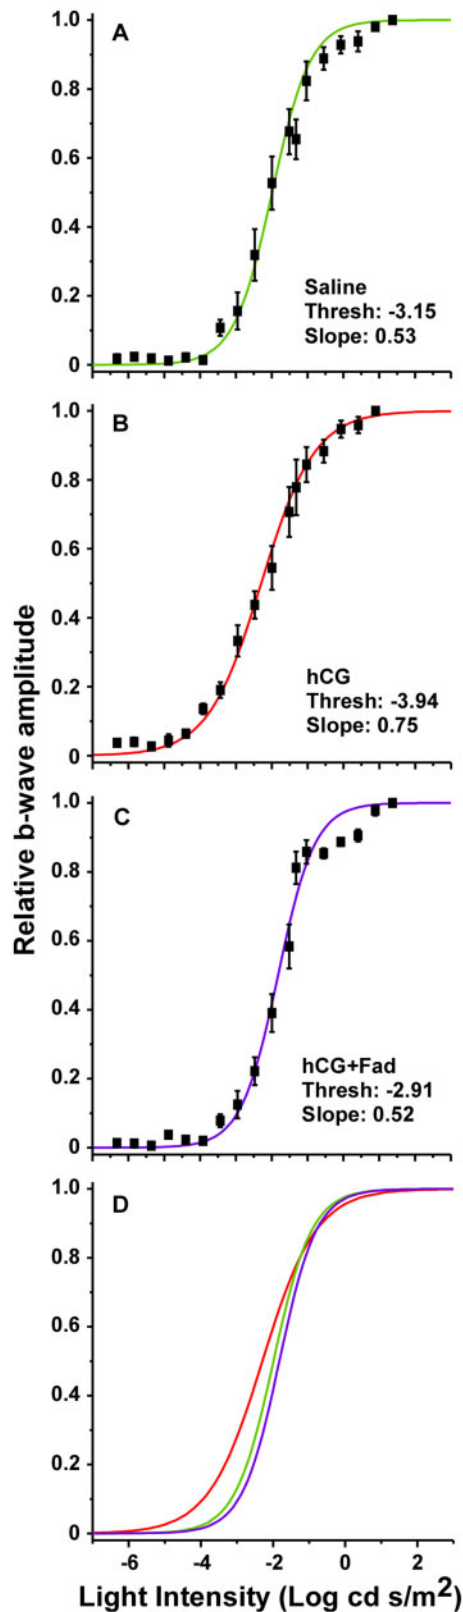 1.0
A
0.8
0.6
0.4
0.2
0
Saline
Thresh: -3.15
Slope: 0.53
1.0
B
0.8
0.6
0.4
0.2
0
hCG
Thresh: -3.94
Slope: 0.75
Relative b-wave amplitude
1.0
C
0.8
0.6
0.4
0.2
0
hCG+Fad
Thresh: -2.91
Slope: 0.52
1.0
D
0.8
0.6
0.4
0.2
0
-6 -4 -2 0 2
Light Intensity (Log cd s/m²)